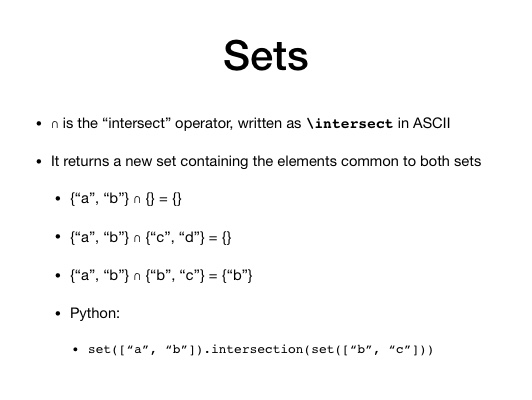 Sets
• ∩ is the “intersect” operator, written as \intersect in ASCII
• It returns a new set containing the elements common to both sets
• {“a”, “b”} ∩ {} = {}
• {“a”, “b”} ∩ {“c”, “d”} = {}
• {“a”, “b”} ∩ {“b”, “c”} = {“b”}
• Python:
• set([“a”, “b”]).intersection(set([“b”, “c”]))